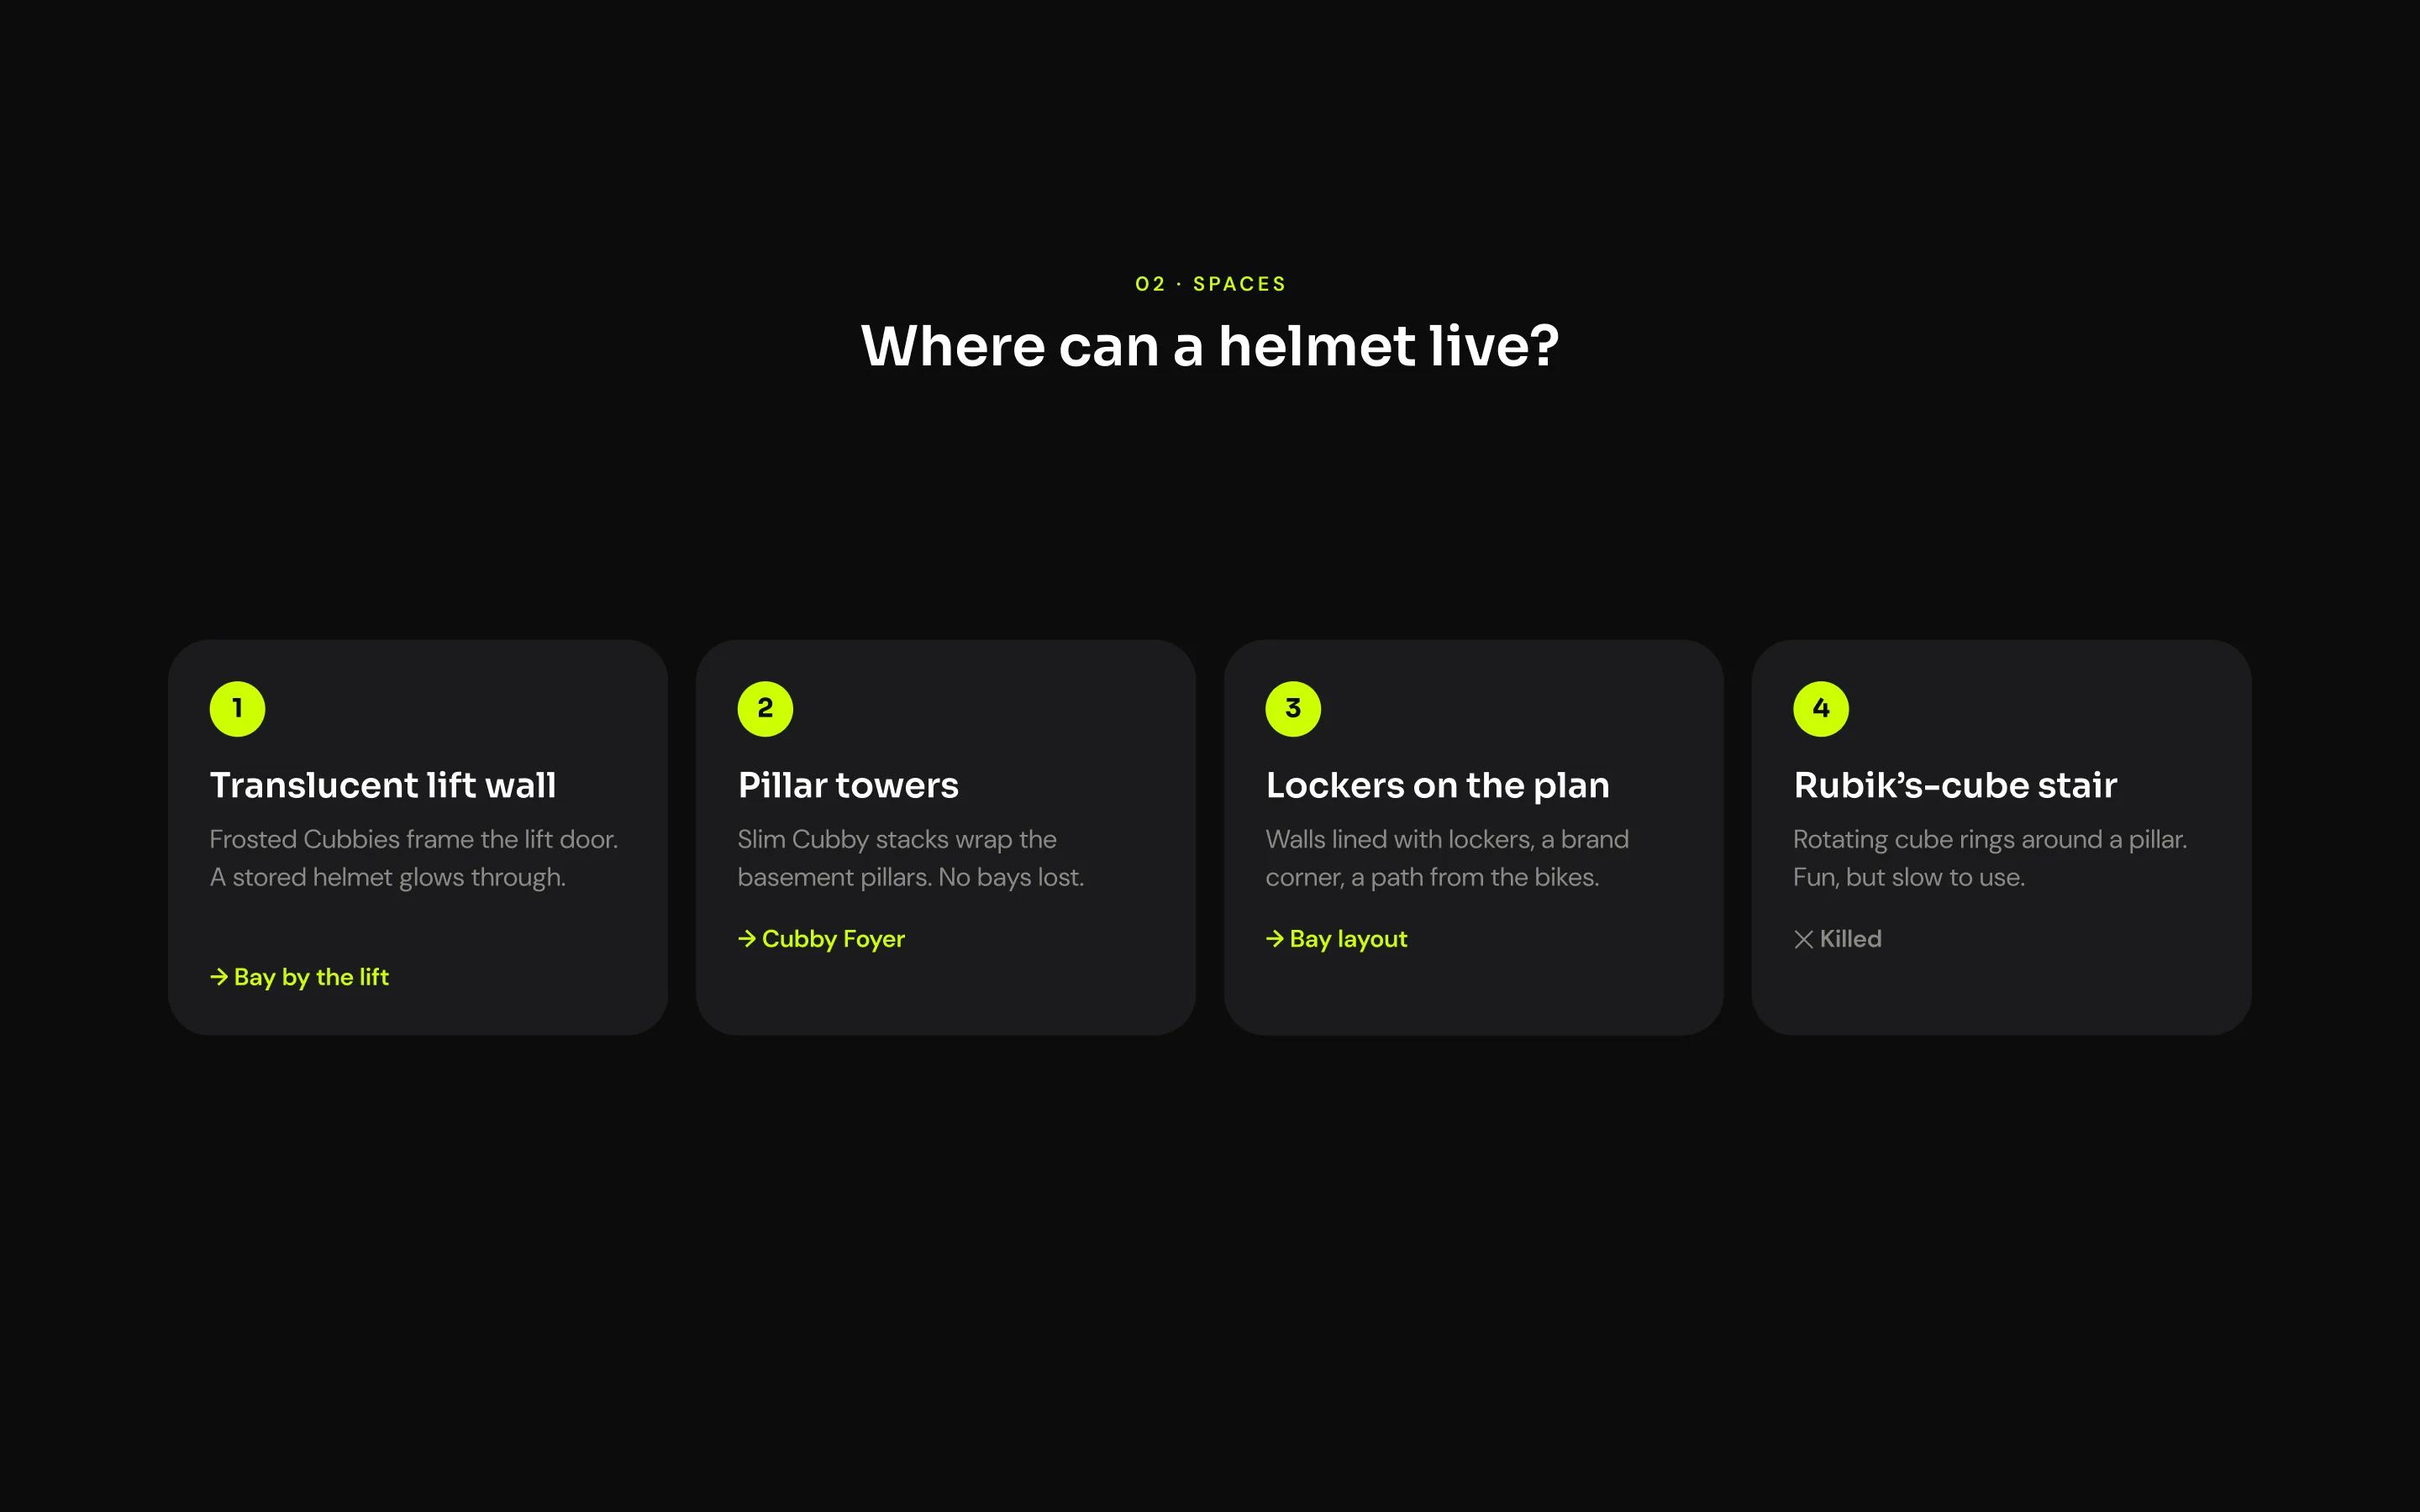 02 · SPACES
Where can a helmet live?
1
Translucent lift wall
Frosted Cubbies frame the lift door.
A stored helmet glows through.
→ Bay by the lift
2
Pillar towers
Slim Cubby stacks wrap the
basement pillars. No bays lost.
→ Cubby Foyer
3
Lockers on the plan
Walls lined with lockers, a brand
corner, a path from the bikes.
→ Bay layout
4
Rubik’s-cube stair
Rotating cube rings around a pillar.
Fun, but slow to use.
× Killed